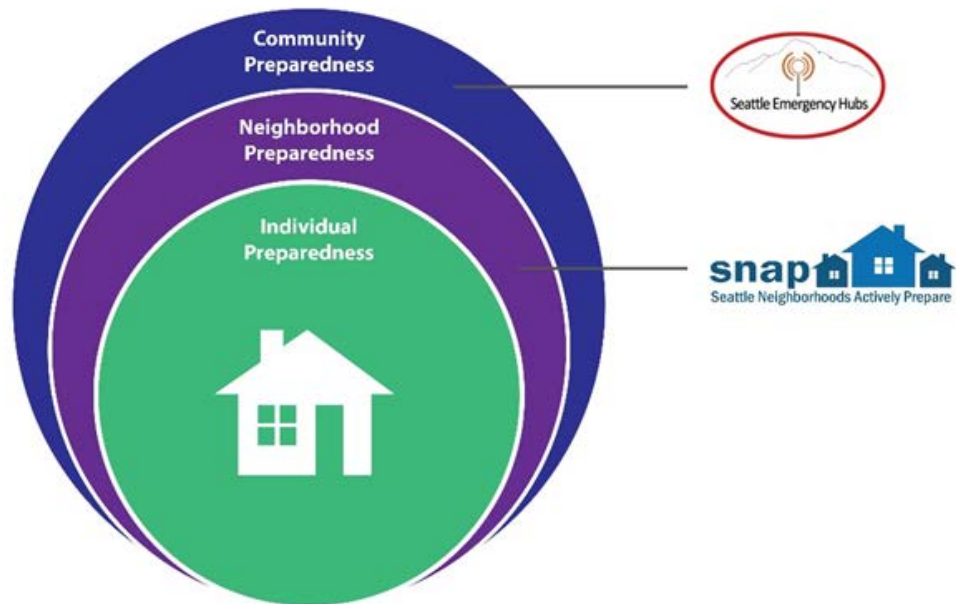 Community
Preparedness
Seattle Emergency Hubs
Neighborhood
Preparedness
Individual
Preparedness
snap
Seattle Neighborhoods Actively Prepare